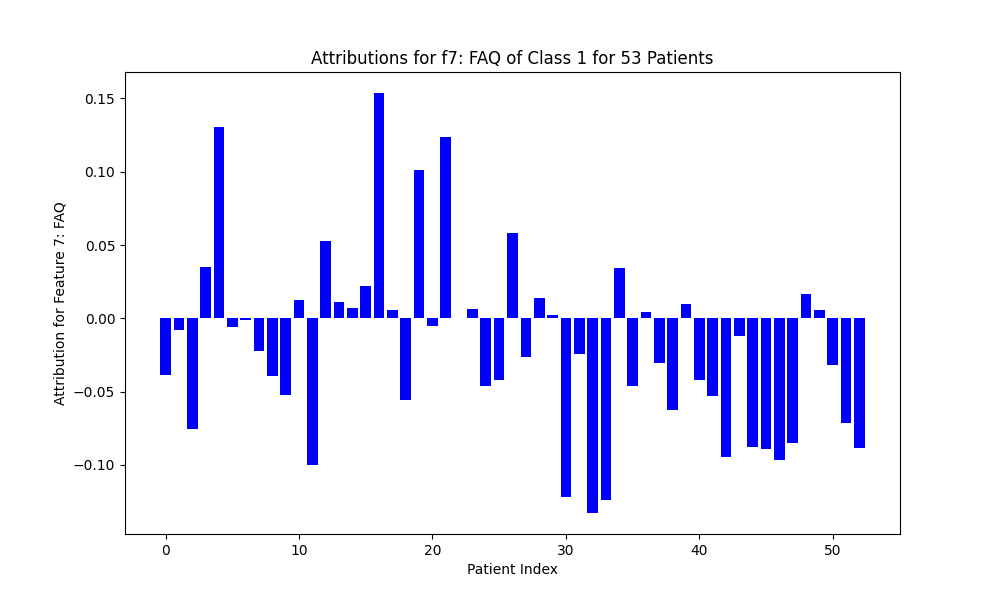 Attributions for f7: FAQ of Class 1 for 53 Patients
Attribution for Feature 7: FAQ
0.15
0.10
0.05
0.00
−0.05
−0.10
0 10 20 30 40 50
Patient Index